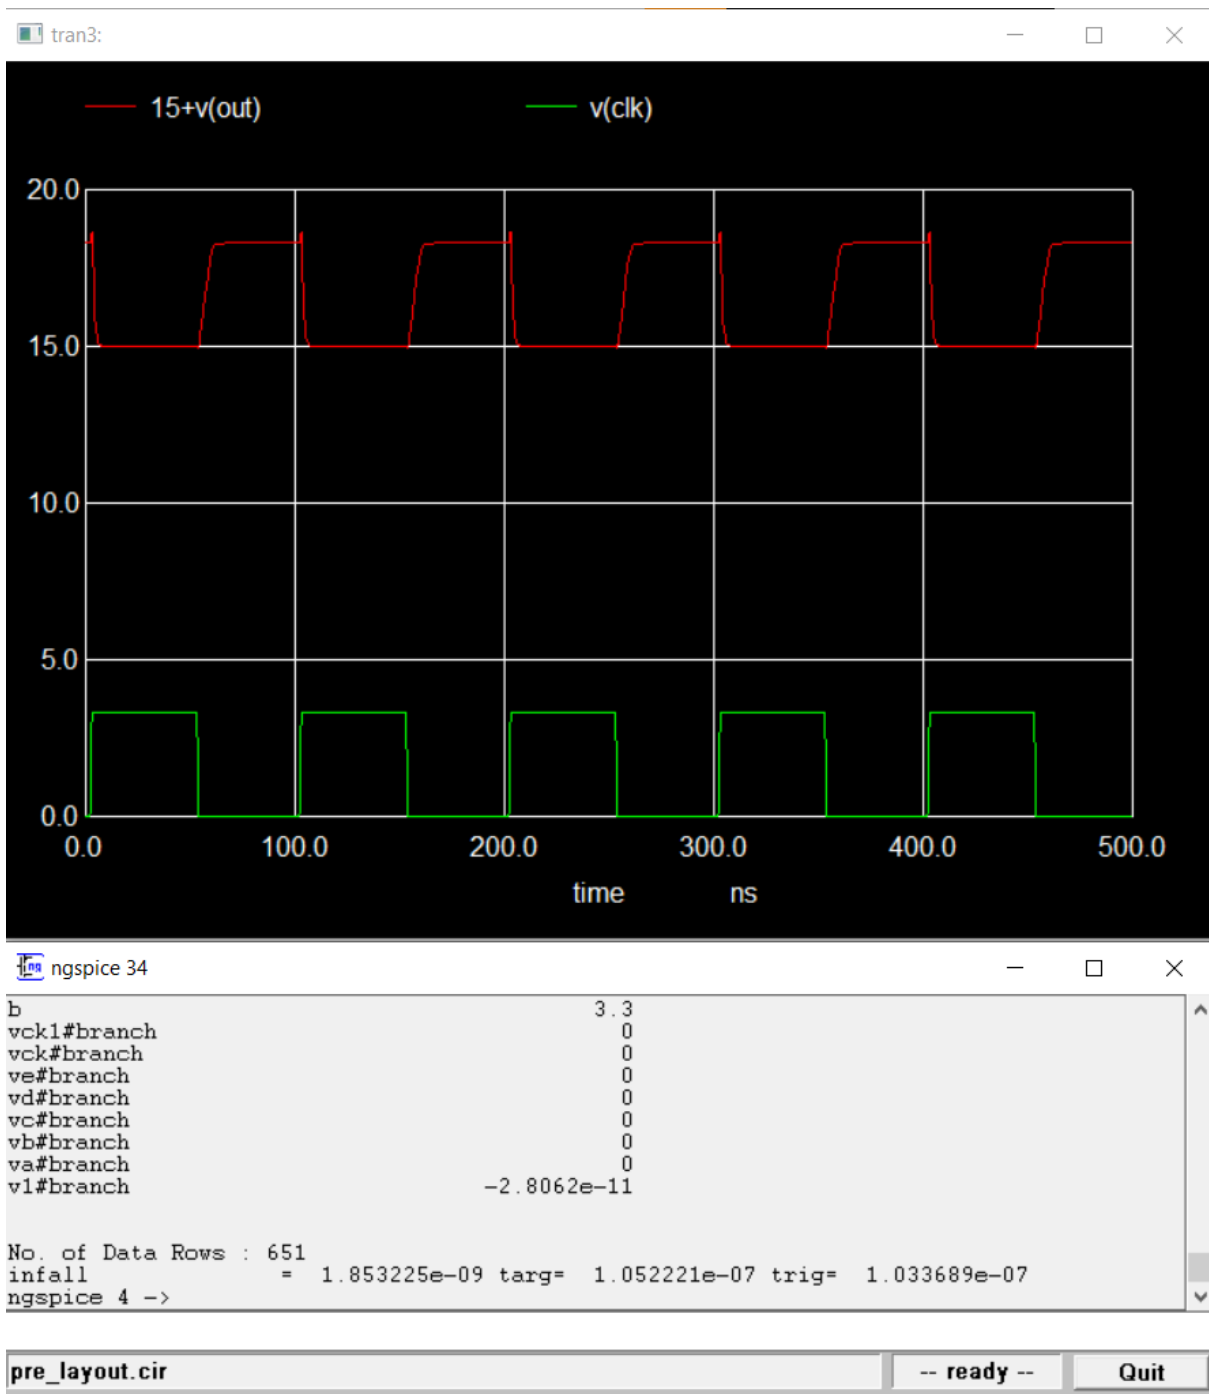 tran3:
15+v(out) v(clk)
20.0
15.0
10.0
5.0
0.0
0.0 100.0 200.0 300.0 400.0 500.0
time ns
ngspice 34
b 3.3
vck1#branch 0
vck#branch 0
ve#branch 0
vd#branch 0
vc#branch 0
vb#branch 0
va#branch 0
v1#branch -2.8062e-11
No. of Data Rows : 651
infall = 1.853225e-09 targ= 1.052221e-07 trig= 1.033689e-07
ngspice 4 ->
pre_layout.cir -- ready -- Quit